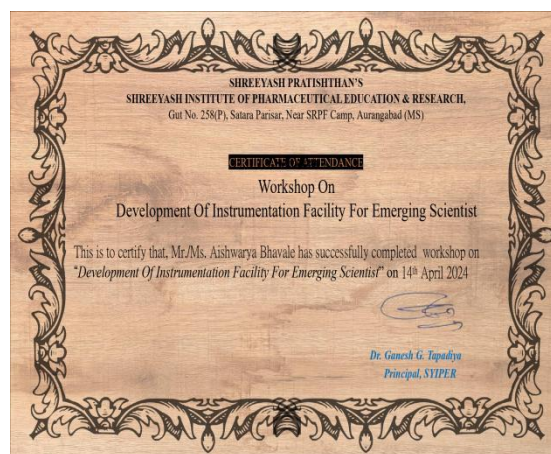 SHREEYASH PRATISHTHAN'S
SHREEYASH INSTITUTE OF PHARMACEUTICAL EDUCATION & RESEARCH,
Gut No. 258(P), Satara Parisar, Near SRPF Camp, Aurangabad (MS)
CERTIFICATE OF ATTENDANCE
Workshop On
Development Of Instrumentation Facility For Emerging Scientist
This is to certify that, Mr./Ms. Aishwarya Bhavale has successfully completed workshop on
"Development Of Instrumentation Facility For Emerging Scientist" on 14th April 2024
Dr. Ganesh G. Tapadiya
Principal, SYIPER